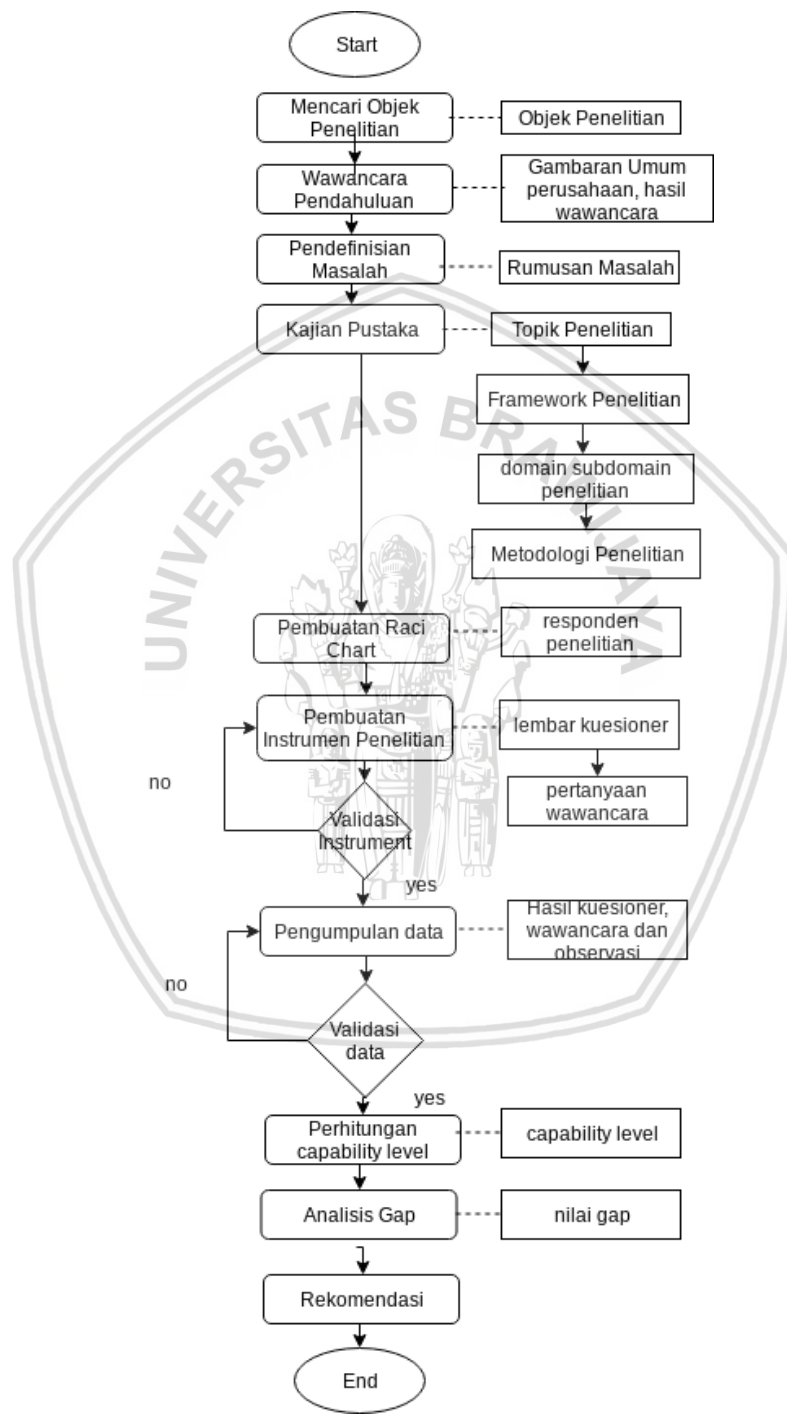 Start
Mencari Objek
Penelitian
Objek Penelitian
Wawancara
Pendahuluan
Gambaran Umum
perusahaan, hasil
wawancara
Pendefinisian
Masalah
Rumusan Masalah
Kajian Pustaka
Topik Penelitian
Framework Penelitian
domain subdomain
penelitian
Metodologi Penelitian
UNIVERSITAS BRAWIJAYA
Pembuatan Raci
Chart
responden
penelitian
Pembuatan
Instrumen Penelitian
lembar kuesioner
pertanyaan
wawancara
no
Validasi
Instrument
yes
Pengumpulan data
Hasil kuesioner,
wawancara dan
observasi
no
Validasi
data
yes
Perhitungan
capability level
capability level
Analisis Gap
nilai gap
Rekomendasi
End